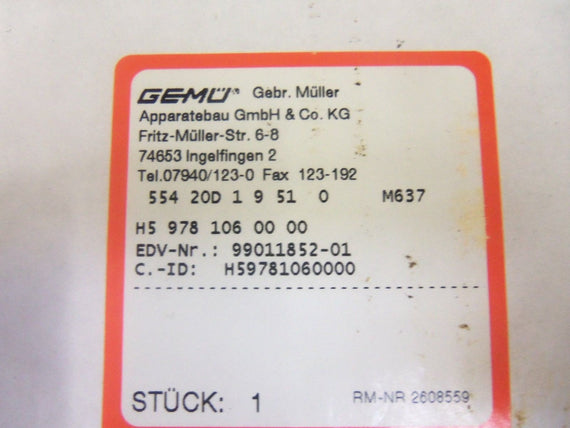 GEMÜ® Gebr. Müller
Apparatebau GmbH & Co. KG
Fritz-Müller-Str. 6-8
74653 Ingelfingen 2
Tel.07940/123-0 Fax 123-192
554 20D 1 9 51 0 M637
H5 978 106 00 00
EDV-Nr.: 99011852-01
C.-ID: H59781060000
STÜCK: 1 RM-NR 2608559